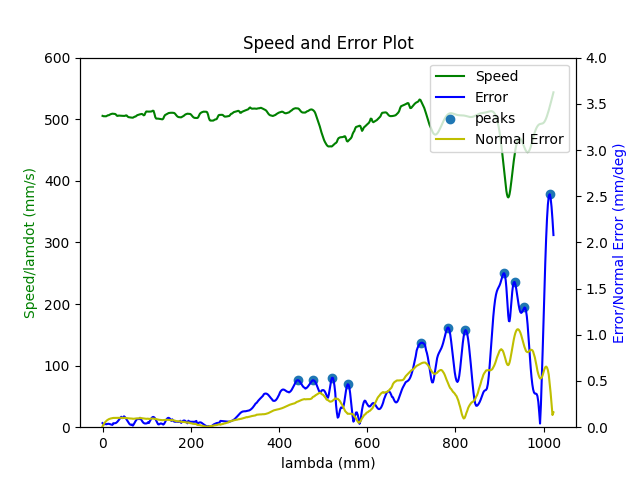 Speed and Error Plot
600
500
400
300
200
100
0
Speed/lamdot (mm/s)
4.0
3.5
3.0
2.5
2.0
1.5
1.0
0.5
0.0
Error/Normal Error (mm/deg)
Speed
Error
peaks
Normal Error
0 200 400 600 800 1000
lambda (mm)